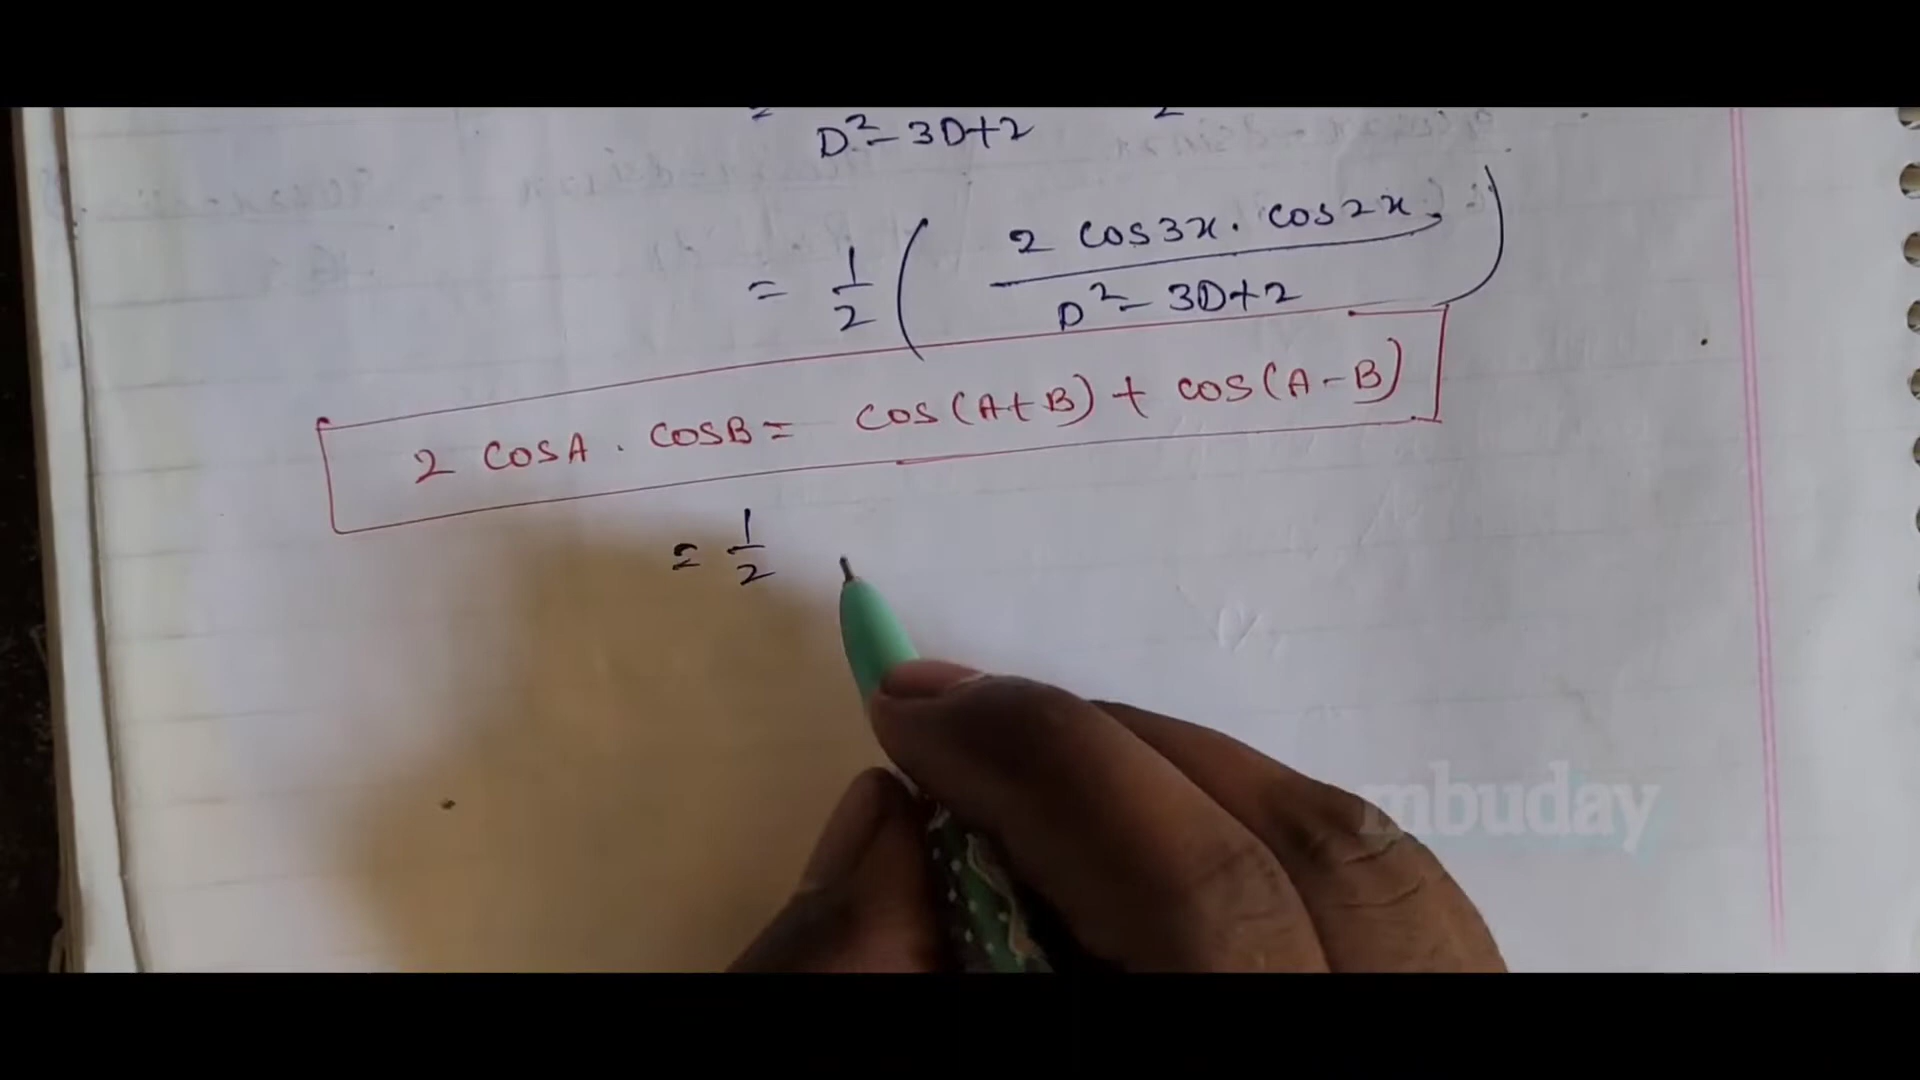 = D² - 3D+2 2
= 1/2 ( 2 cos3x . cos2x / D² - 3D+2 )
2 cosA . cosB = cos(A+B) + cos(A-B)
= 1/2
mbuday